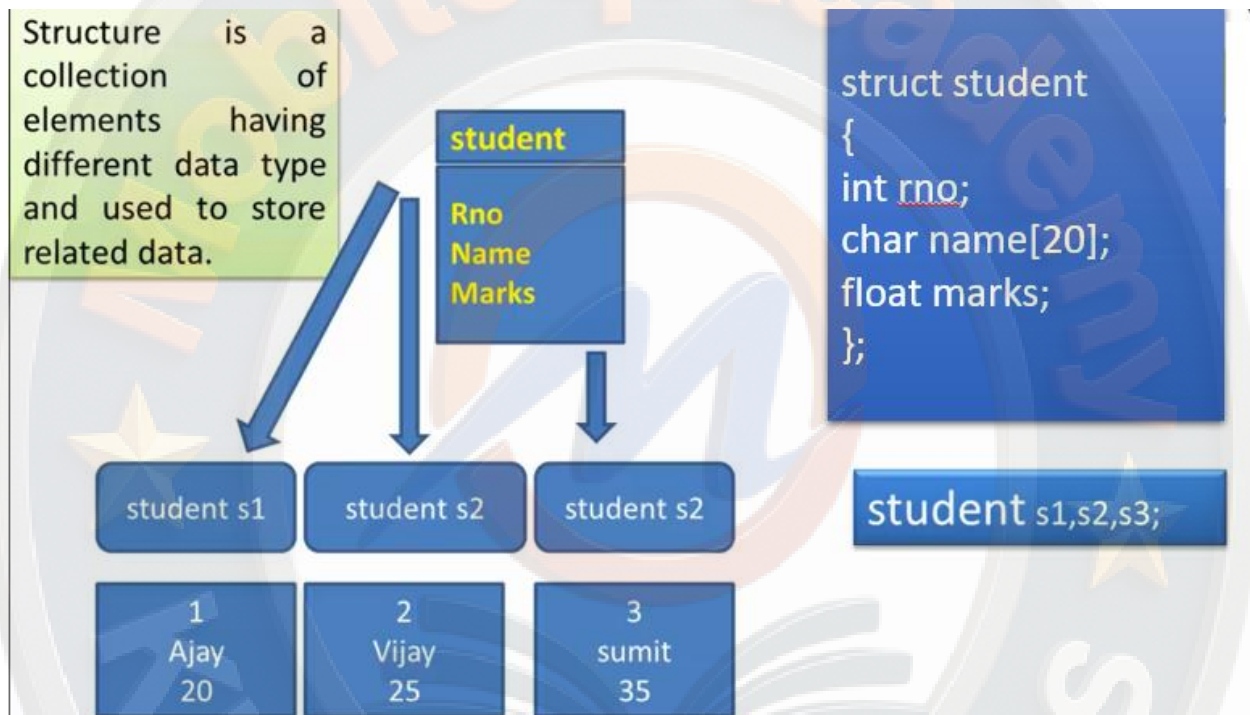 Structure is a
collection of
elements having
different data type
and used to store
related data.
student
Rno
Name
Marks
student s1
student s2
student s2
1
Ajay
20
2
Vijay
25
3
sumit
35
struct student
{
int rno;
char name[20];
float marks;
};
student s1,s2,s3;